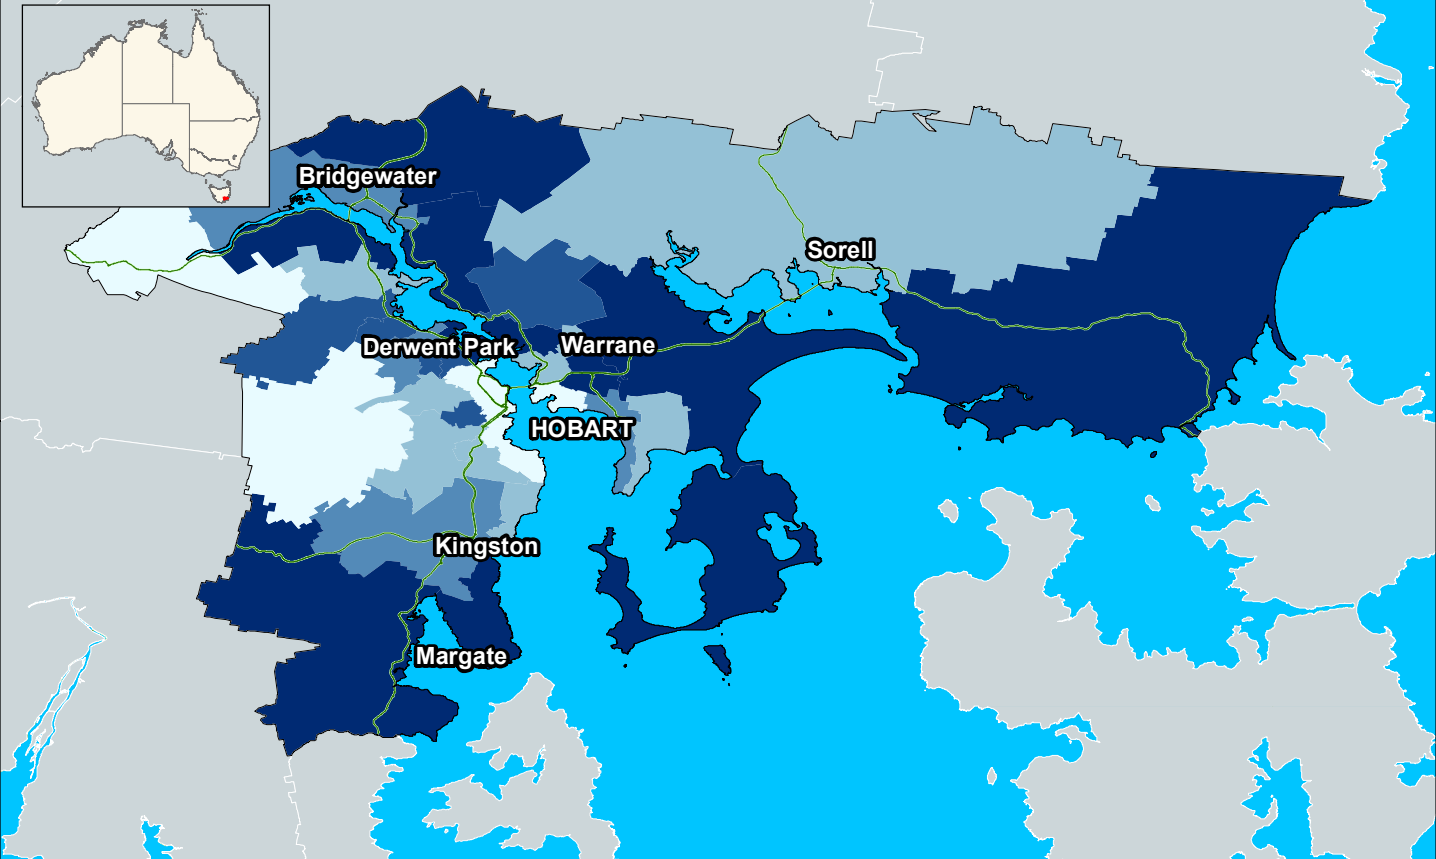 Bridgewater
Sorell
Derwent Park
Warrane
HOBART
Kingston
Margate